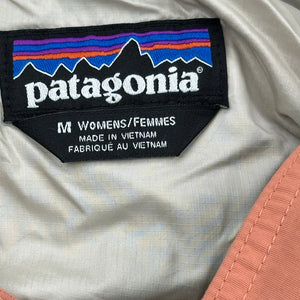 patagonia®
M WOMENS/FEMMES
MADE IN VIETNAM
FABRIQUÉ AU VIETNAM